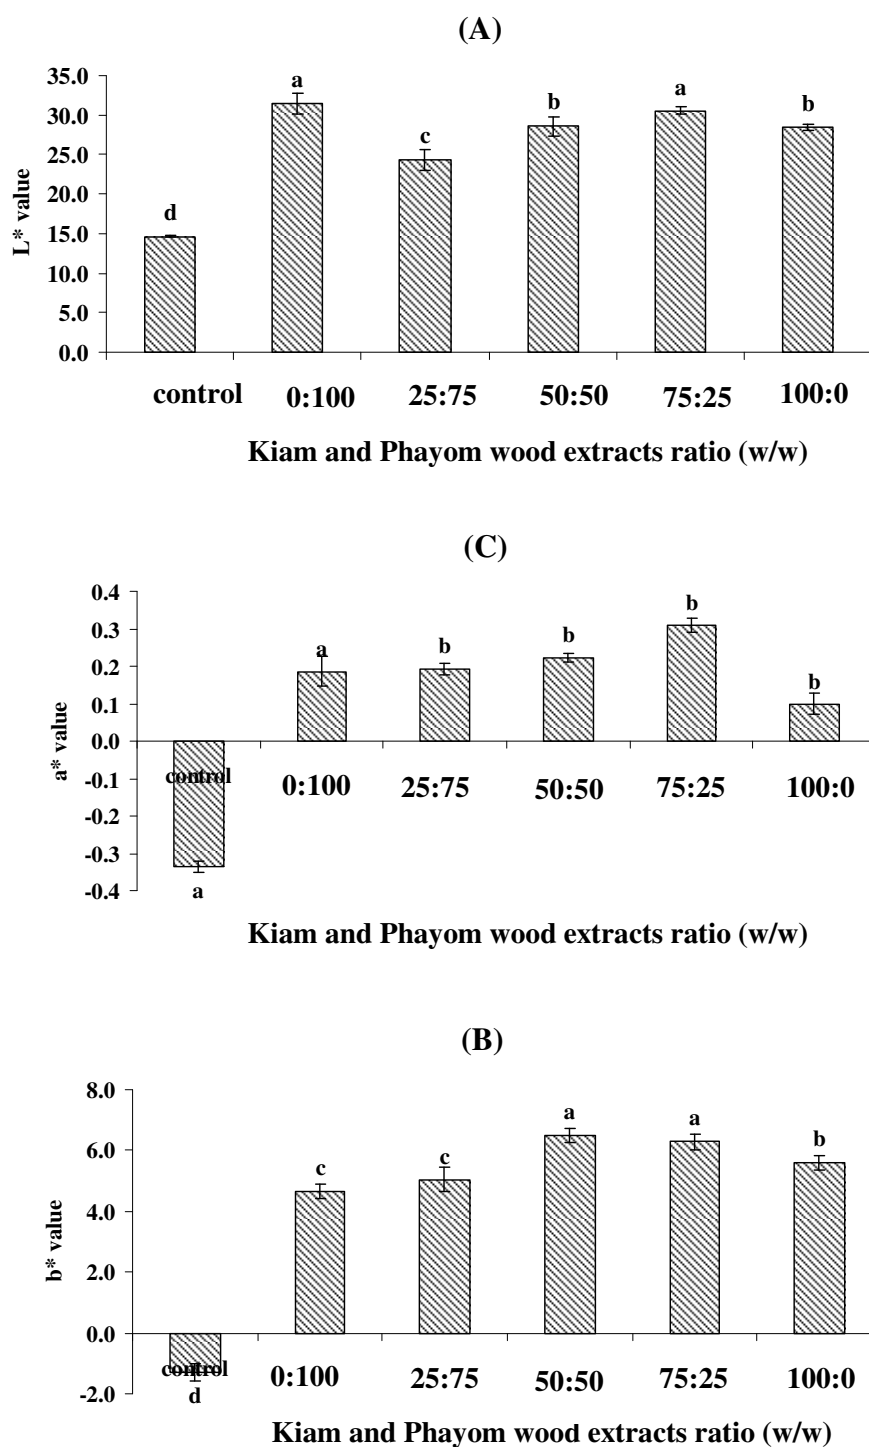 (A)
35.0
30.0
25.0
20.0
15.0
10.0
5.0
0.0
L* value
d
a
c
b
a
b
control 0:100 25:75 50:50 75:25 100:0
Kiam and Phayom wood extracts ratio (w/w)
(C)
0.4
0.3
0.2
0.1
0.0
-0.1
-0.2
-0.3
-0.4
a* value
a
a
b
b
b
b
control 0:100 25:75 50:50 75:25 100:0
Kiam and Phayom wood extracts ratio (w/w)
(B)
8.0
6.0
4.0
2.0
0.0
-2.0
b* value
d
c
c
a
a
b
control 0:100 25:75 50:50 75:25 100:0
Kiam and Phayom wood extracts ratio (w/w)